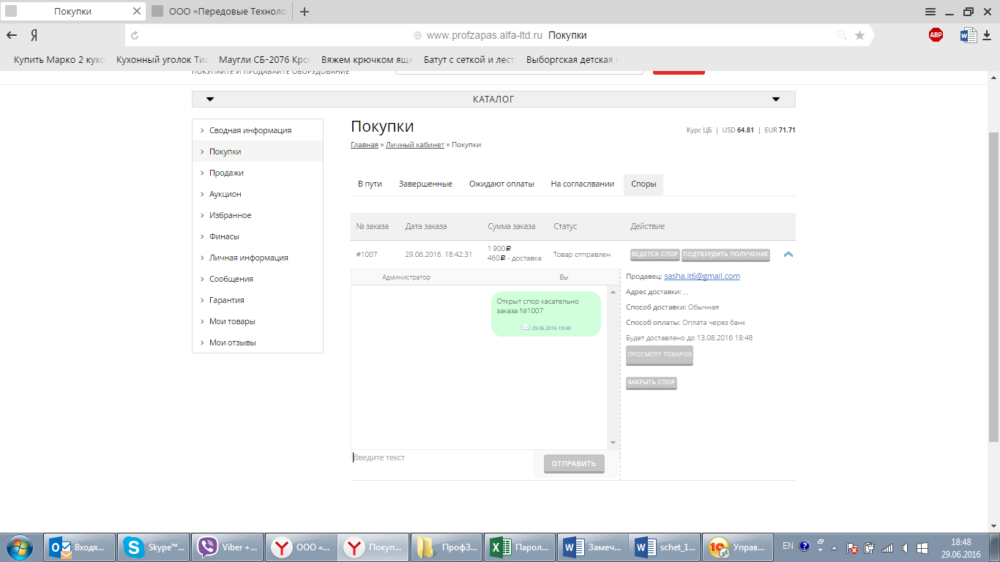 Покупки
ООО «Передовые Техноло
www.profzapas.alfa-ltd.ru Покупки
ABP
Купить Марко 2 кухо
Кухонный уголок Тиа
Маугли СБ-2076 Кро
Вяжем крючком яще
Батут с сеткой и лест
Выборгская детская
ПОКУПАЙТЕ И ПРОДАВАЙТЕ ОБОРУДОВАНИЕ
КАТАЛОГ
Сводная информация
Покупки
Продажи
Аукцион
Избранное
Финасы
Личная информация
Сообщения
Гарантия
Мои товары
Мои отзывы
Покупки
Курс ЦБ | USD 64.81 | EUR 71.71
Главная » Личный кабинет » Покупки
В пути Завершенные Ожидают оплаты На согласлвании Споры
№ заказа Дата заказа Сумма заказа Статус Действие
#1007 29.06.2016. 18:42:31
1 900 ₽
460 ₽ - доставка
Товар отправлен
ВЕДЕТСЯ СПОР ПОДТВЕРДИТЬ ПОЛУЧЕНИЕ
Администратор Вы
Открыт спор касательно
заказа №1007
29.06.2016 18:48
Введите текст
ОТПРАВИТЬ
Продавец: sasha.it6@gmail.com
Адрес доставки: , ,
Способ доставки: Обычная
Способ оплаты: Оплата через банк
Будет доставлено до 13.08.2016 18:48
ПРОСМОТР ТОВАРОВ
ЗАКРЫТЬ СПОР
Входя...
Skype™...
Viber +...
ООО «...
Покуп...
ПрофЗ...
Парол...
Замеч...
schet_1...
Управ...
EN
18:48
29.06.2016